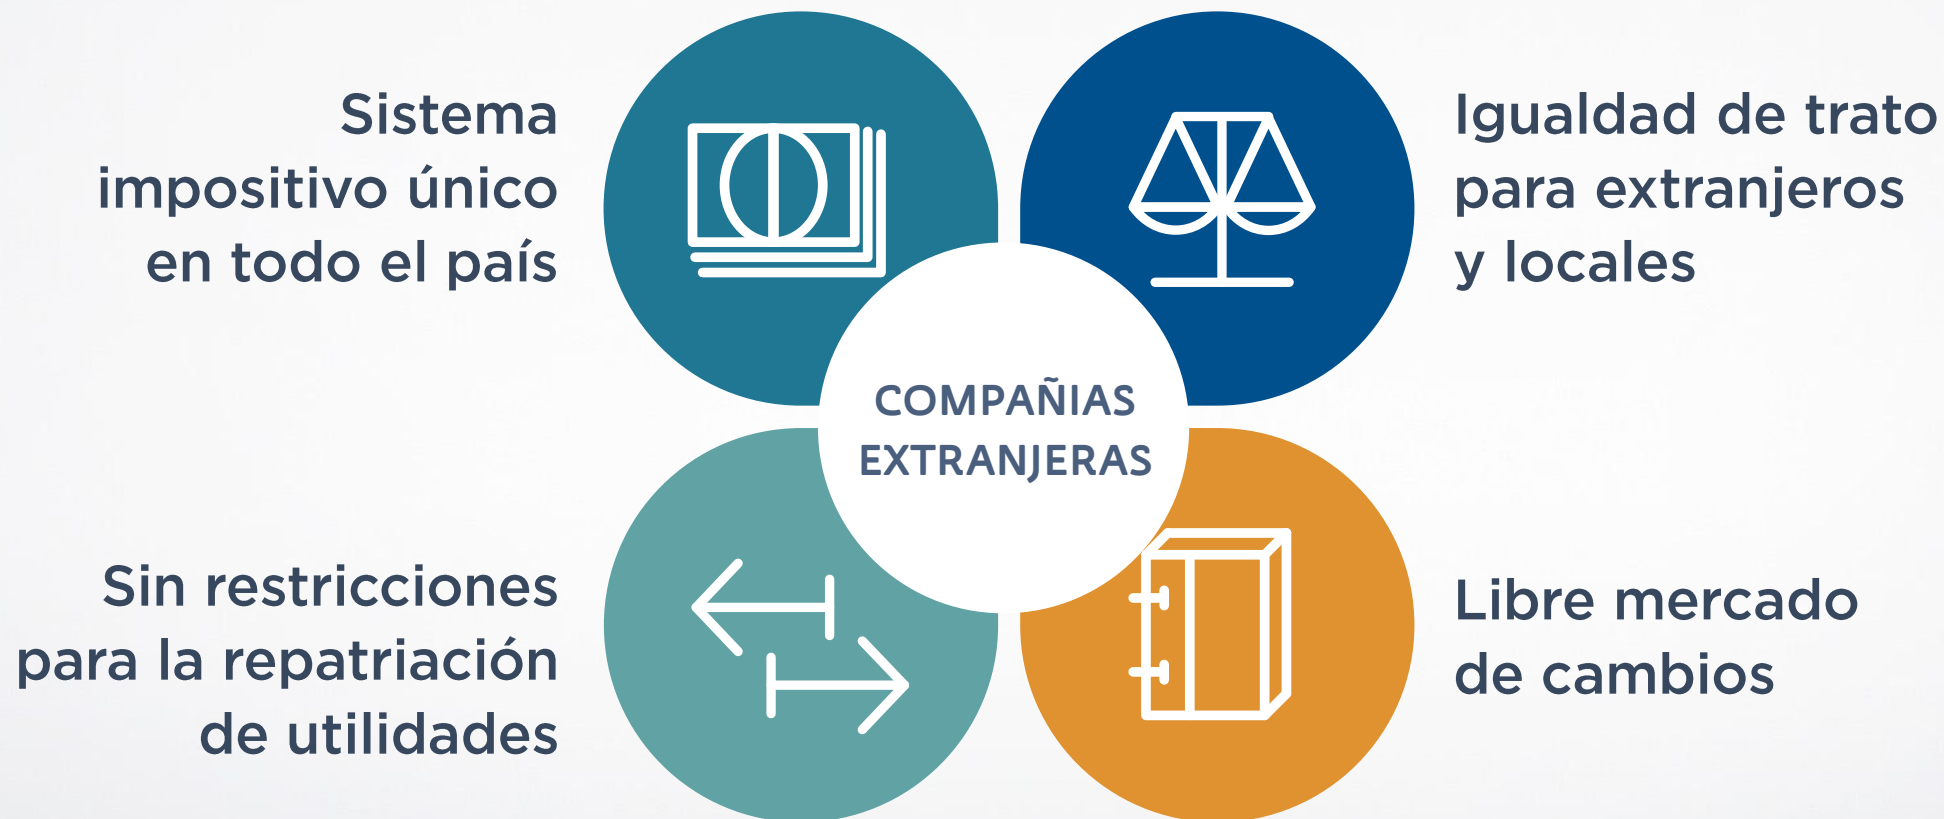 Sistema
impositivo único
en todo el país
Igualdad de trato
para extranjeros
y locales
COMPAÑIAS
EXTRANJERAS
Sin restricciones
para la repatriación
de utilidades
Libre mercado
de cambios